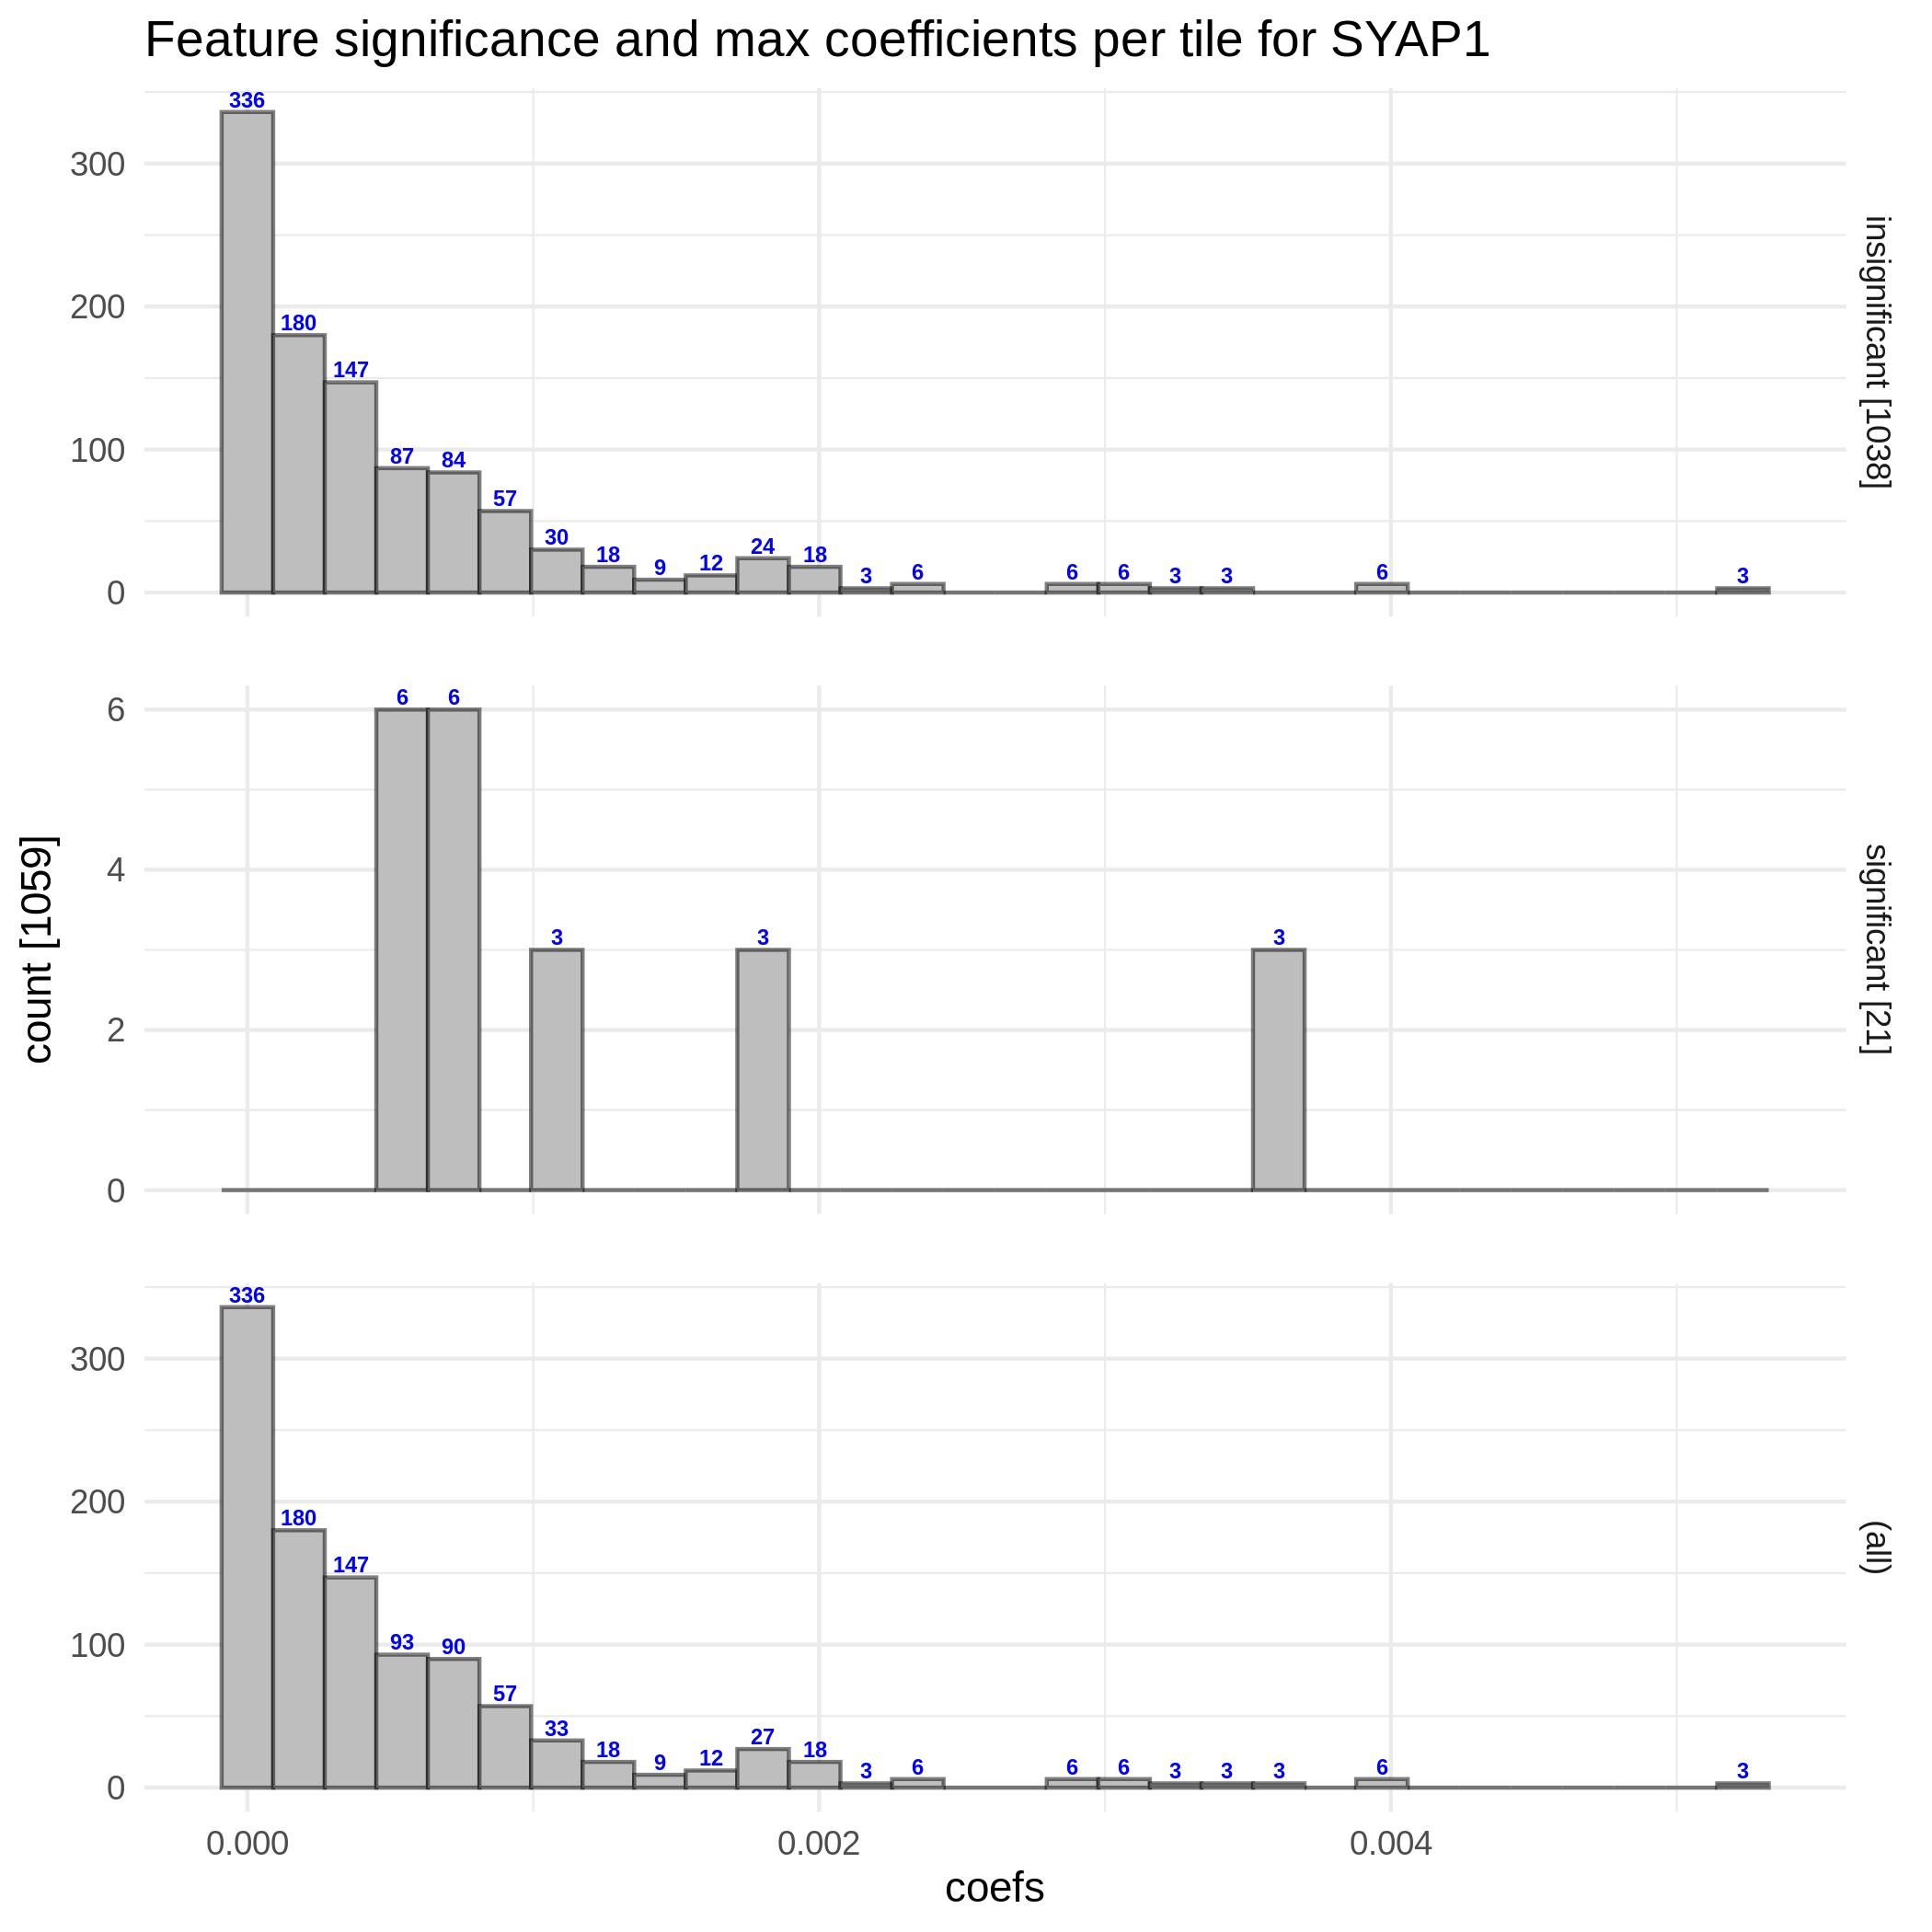 Feature significance and max coefficients per tile for SYAP1
336
300
180
200
147
87 84
100
57
30
18 9 12 24 18 3 6 6 6 3 3 6 3
0
insignificant [1038]
6 6
6
4
3 3 3
2
0
significant [21]
count [1059]
336
300
180
200
147
93 90
100
57
33
18 9 12 27 18 3 6 6 6 3 3 3 6 3
0
(all)
0.000 0.002 0.004
coefs